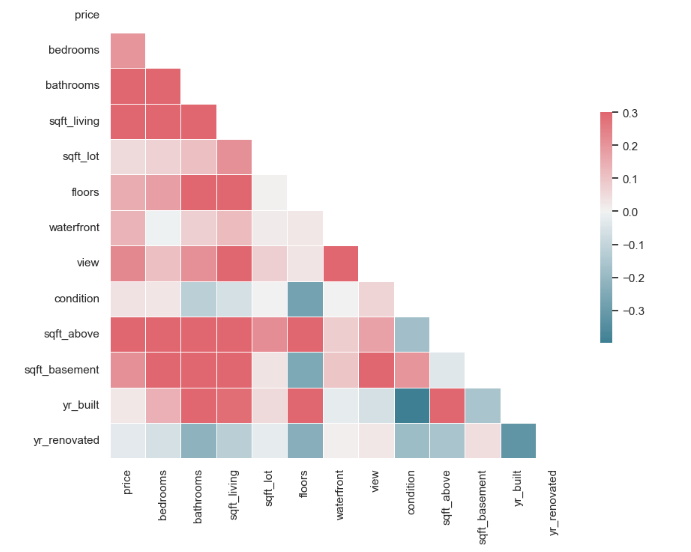 price
bedrooms
bathrooms
sqft_living
sqft_lot
floors
waterfront
view
condition
sqft_above
sqft_basement
yr_built
yr_renovated
price
bedrooms
bathrooms
sqft_living
sqft_lot
floors
waterfront
view
condition
sqft_above
sqft_basement
yr_built
yr_renovated
0.3
0.2
0.1
0.0
−0.1
−0.2
−0.3